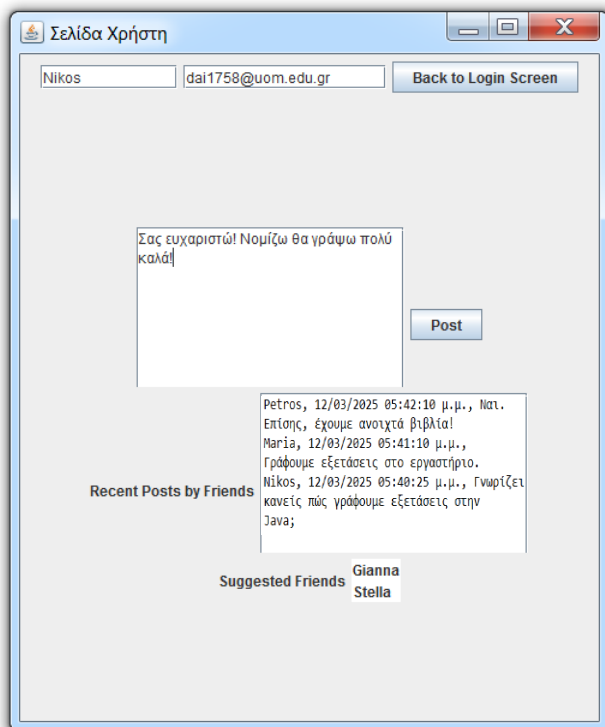 Σελίδα Χρήστη
Nikos
dai1758@uom.edu.gr
Back to Login Screen
Σας ευχαριστώ! Νομίζω θα γράψω πολύ
καλά!
Post
Recent Posts by Friends
Petros, 12/03/2025 05:42:10 μ.μ., Ναι.
Επίσης, έχουμε ανοιχτά βιβλία!
Maria, 12/03/2025 05:41:10 μ.μ.,
Γράφουμε εξετάσεις στο εργαστήριο.
Nikos, 12/03/2025 05:40:25 μ.μ., Γνωρίζει
κανείς πώς γράφουμε εξετάσεις στην
Java;
Suggested Friends
Gianna
Stella